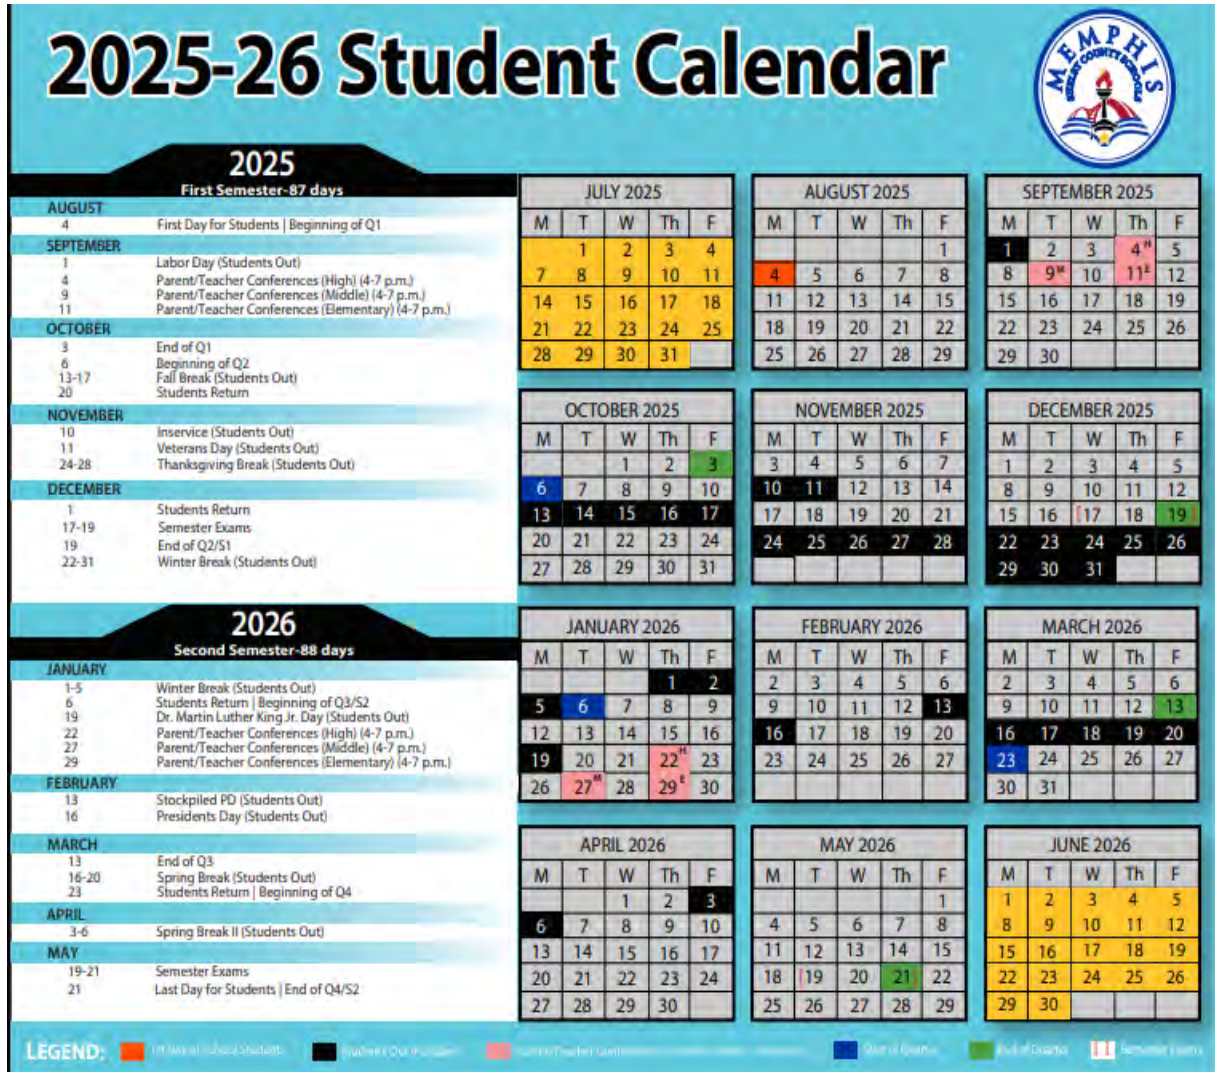 2025-26 Student Calendar
MEMPHIS
SHELBY COUNTY SCHOOLS
2025
First Semester-87 days
AUGUST
4 First Day for Students | Beginning of Q1
SEPTEMBER
1 Labor Day (Students Out)
4 Parent/Teacher Conferences (High) (4-7 p.m.)
9 Parent/Teacher Conferences (Middle) (4-7 p.m.)
11 Parent/Teacher Conferences (Elementary) (4-7 p.m.)
OCTOBER
3 End of Q1
6 Beginning of Q2
13-17 Fall Break (Students Out)
20 Students Return
NOVEMBER
10 Inservice (Students Out)
11 Veterans Day (Students Out)
24-28 Thanksgiving Break (Students Out)
DECEMBER
1 Students Return
17-19 Semester Exams
19 End of Q2/S1
22-31 Winter Break (Students Out)
2026
Second Semester-88 days
JANUARY
1-5 Winter Break (Students Out)
6 Students Return | Beginning of Q3/S2
19 Dr. Martin Luther King Jr. Day (Students Out)
22 Parent/Teacher Conferences (High) (4-7 p.m.)
27 Parent/Teacher Conferences (Middle) (4-7 p.m.)
29 Parent/Teacher Conferences (Elementary) (4-7 p.m.)
FEBRUARY
13 Stockpiled PD (Students Out)
16 Presidents Day (Students Out)
MARCH
13 End of Q3
16-20 Spring Break (Students Out)
23 Students Return | Beginning of Q4
APRIL
3-6 Spring Break II (Students Out)
MAY
19-21 Semester Exams
21 Last Day for Students | End of Q4/S2
JULY 2025
M T W Th F
1 2 3 4
7 8 9 10 11
14 15 16 17 18
21 22 23 24 25
28 29 30 31
AUGUST 2025
M T W Th F
1
4 5 6 7 8
11 12 13 14 15
18 19 20 21 22
25 26 27 28 29
SEPTEMBER 2025
M T W Th F
1 2 3 4 H 5
8 9 M 10 11 E 12
15 16 17 18 19
22 23 24 25 26
29 30
OCTOBER 2025
M T W Th F
1 2 3
6 7 8 9 10
13 14 15 16 17
20 21 22 23 24
27 28 29 30 31
NOVEMBER 2025
M T W Th F
3 4 5 6 7
10 11 12 13 14
17 18 19 20 21
24 25 26 27 28
DECEMBER 2025
M T W Th F
1 2 3 4 5
8 9 10 11 12
15 16 [17 18 19]
22 23 24 25 26
29 30 31
JANUARY 2026
M T W Th F
1 2
5 6 7 8 9
12 13 14 15 16
19 20 21 22 H 23
26 27 M 28 29 E 30
FEBRUARY 2026
M T W Th F
2 3 4 5 6
9 10 11 12 13
16 17 18 19 20
23 24 25 26 27
MARCH 2026
M T W Th F
2 3 4 5 6
9 10 11 12 13
16 17 18 19 20
23 24 25 26 27
30 31
APRIL 2026
M T W Th F
1 2 3
6 7 8 9 10
13 14 15 16 17
20 21 22 23 24
27 28 29 30
MAY 2026
M T W Th F
1
4 5 6 7 8
11 12 13 14 15
18 [19 20 21] 22
25 26 27 28 29
JUNE 2026
M T W Th F
1 2 3 4 5
8 9 10 11 12
15 16 17 18 19
22 23 24 25 26
29 30
LEGEND:
End of Quarter
[ ] Semester Exams